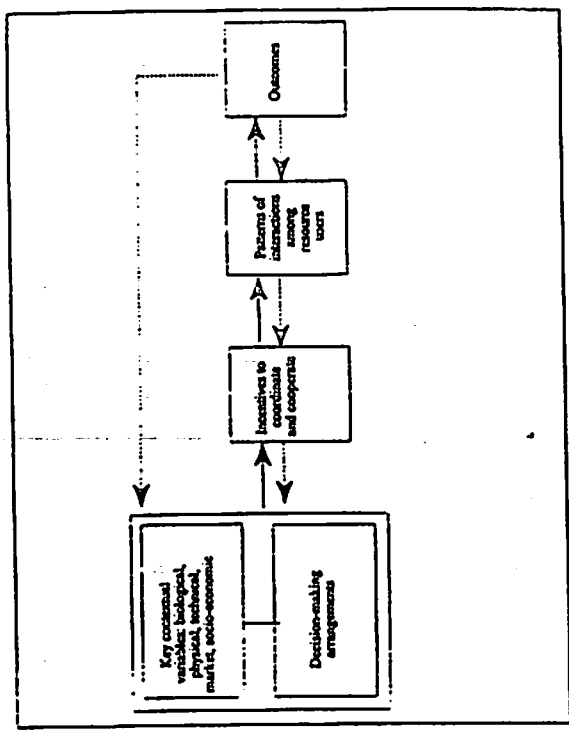 Key contextual
variables: biological,
physical, technical,
market, socio-economic
Decision-making
arrangements
Incentives to
coordinate
and cooperate
Patterns of
interactions
among
resource
users
Outcomes